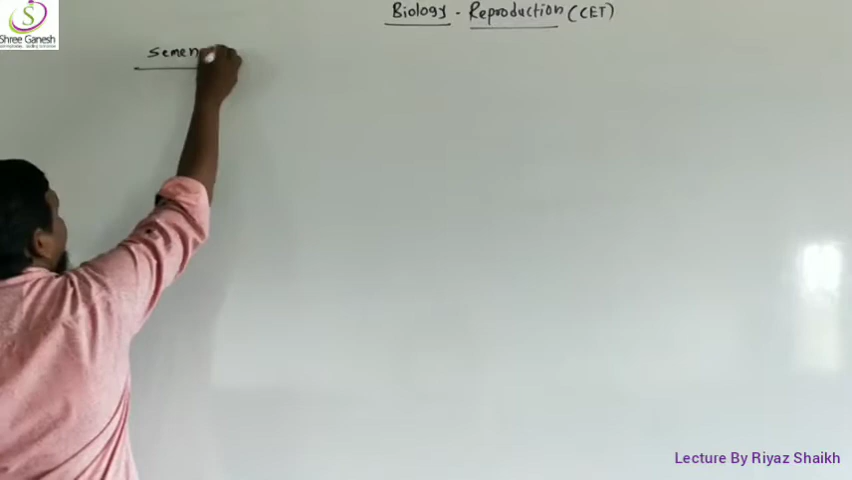 Biology - Reproduction (CET)
Shree Ganesh
Semen
Lecture By Riyaz Shaikh